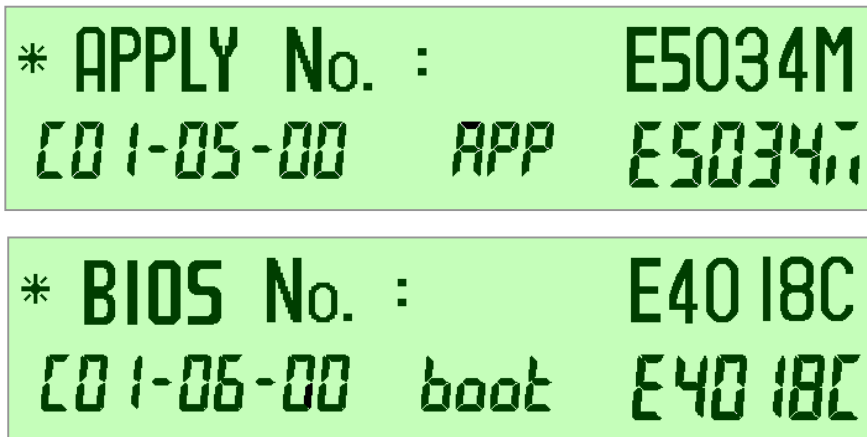 * APPLY No. : E5034M
C01-05-00 APP E5034M
* BIOS No. : E4018C
C01-06-00 boot E4018C